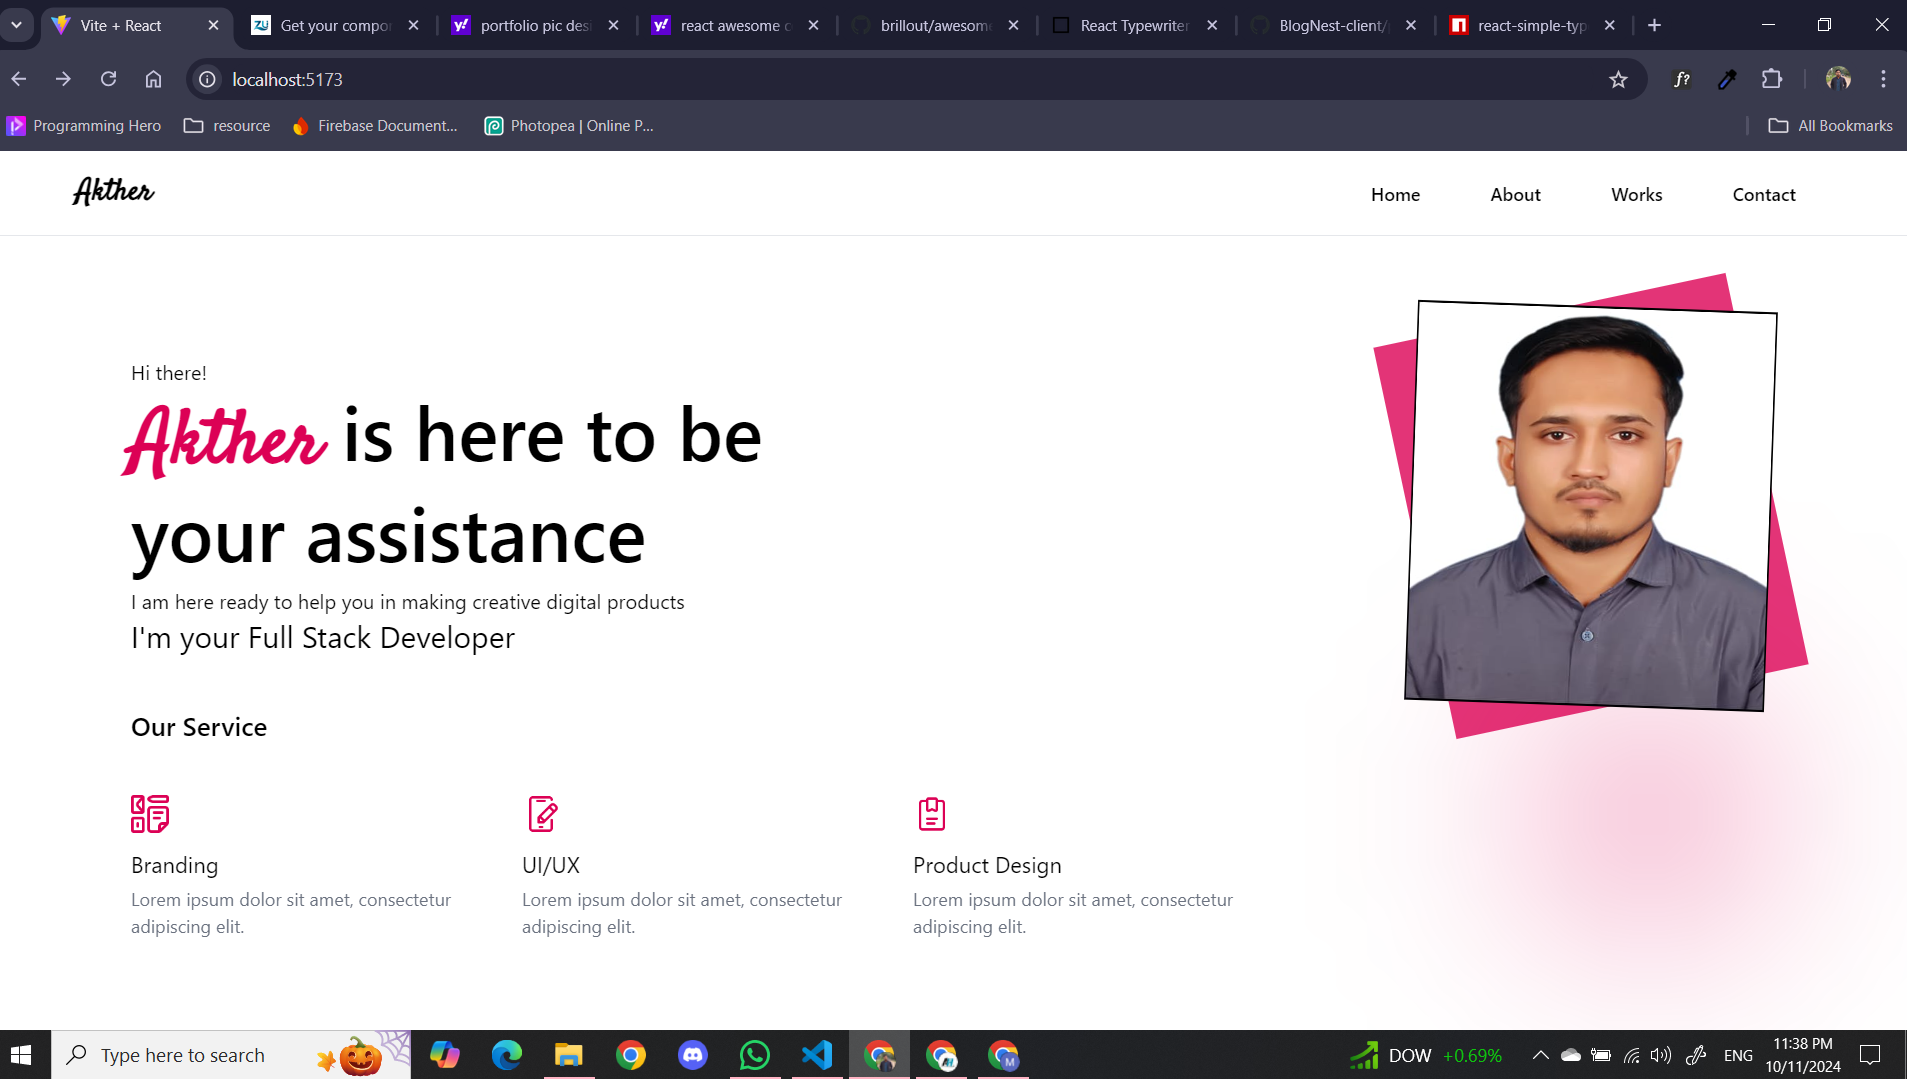 Vite + React
Get your compo
portfolio pic desi
react awesome c
brillout/awesome
React Typewriter
BlogNest-client/
react-simple-typ
localhost:5173
f?
Programming Hero
resource
Firebase Document...
Photopea | Online P...
All Bookmarks
Akther
Home
About
Works
Contact
Hi there!
Akther is here to be
your assistance
I am here ready to help you in making creative digital products
I'm your Full Stack Developer
Our Service
Branding
UI/UX
Product Design
Lorem ipsum dolor sit amet, consectetur
adipiscing elit.
Lorem ipsum dolor sit amet, consectetur
adipiscing elit.
Lorem ipsum dolor sit amet, consectetur
adipiscing elit.
Type here to search
DOW +0.69%
ENG
11:38 PM
10/11/2024